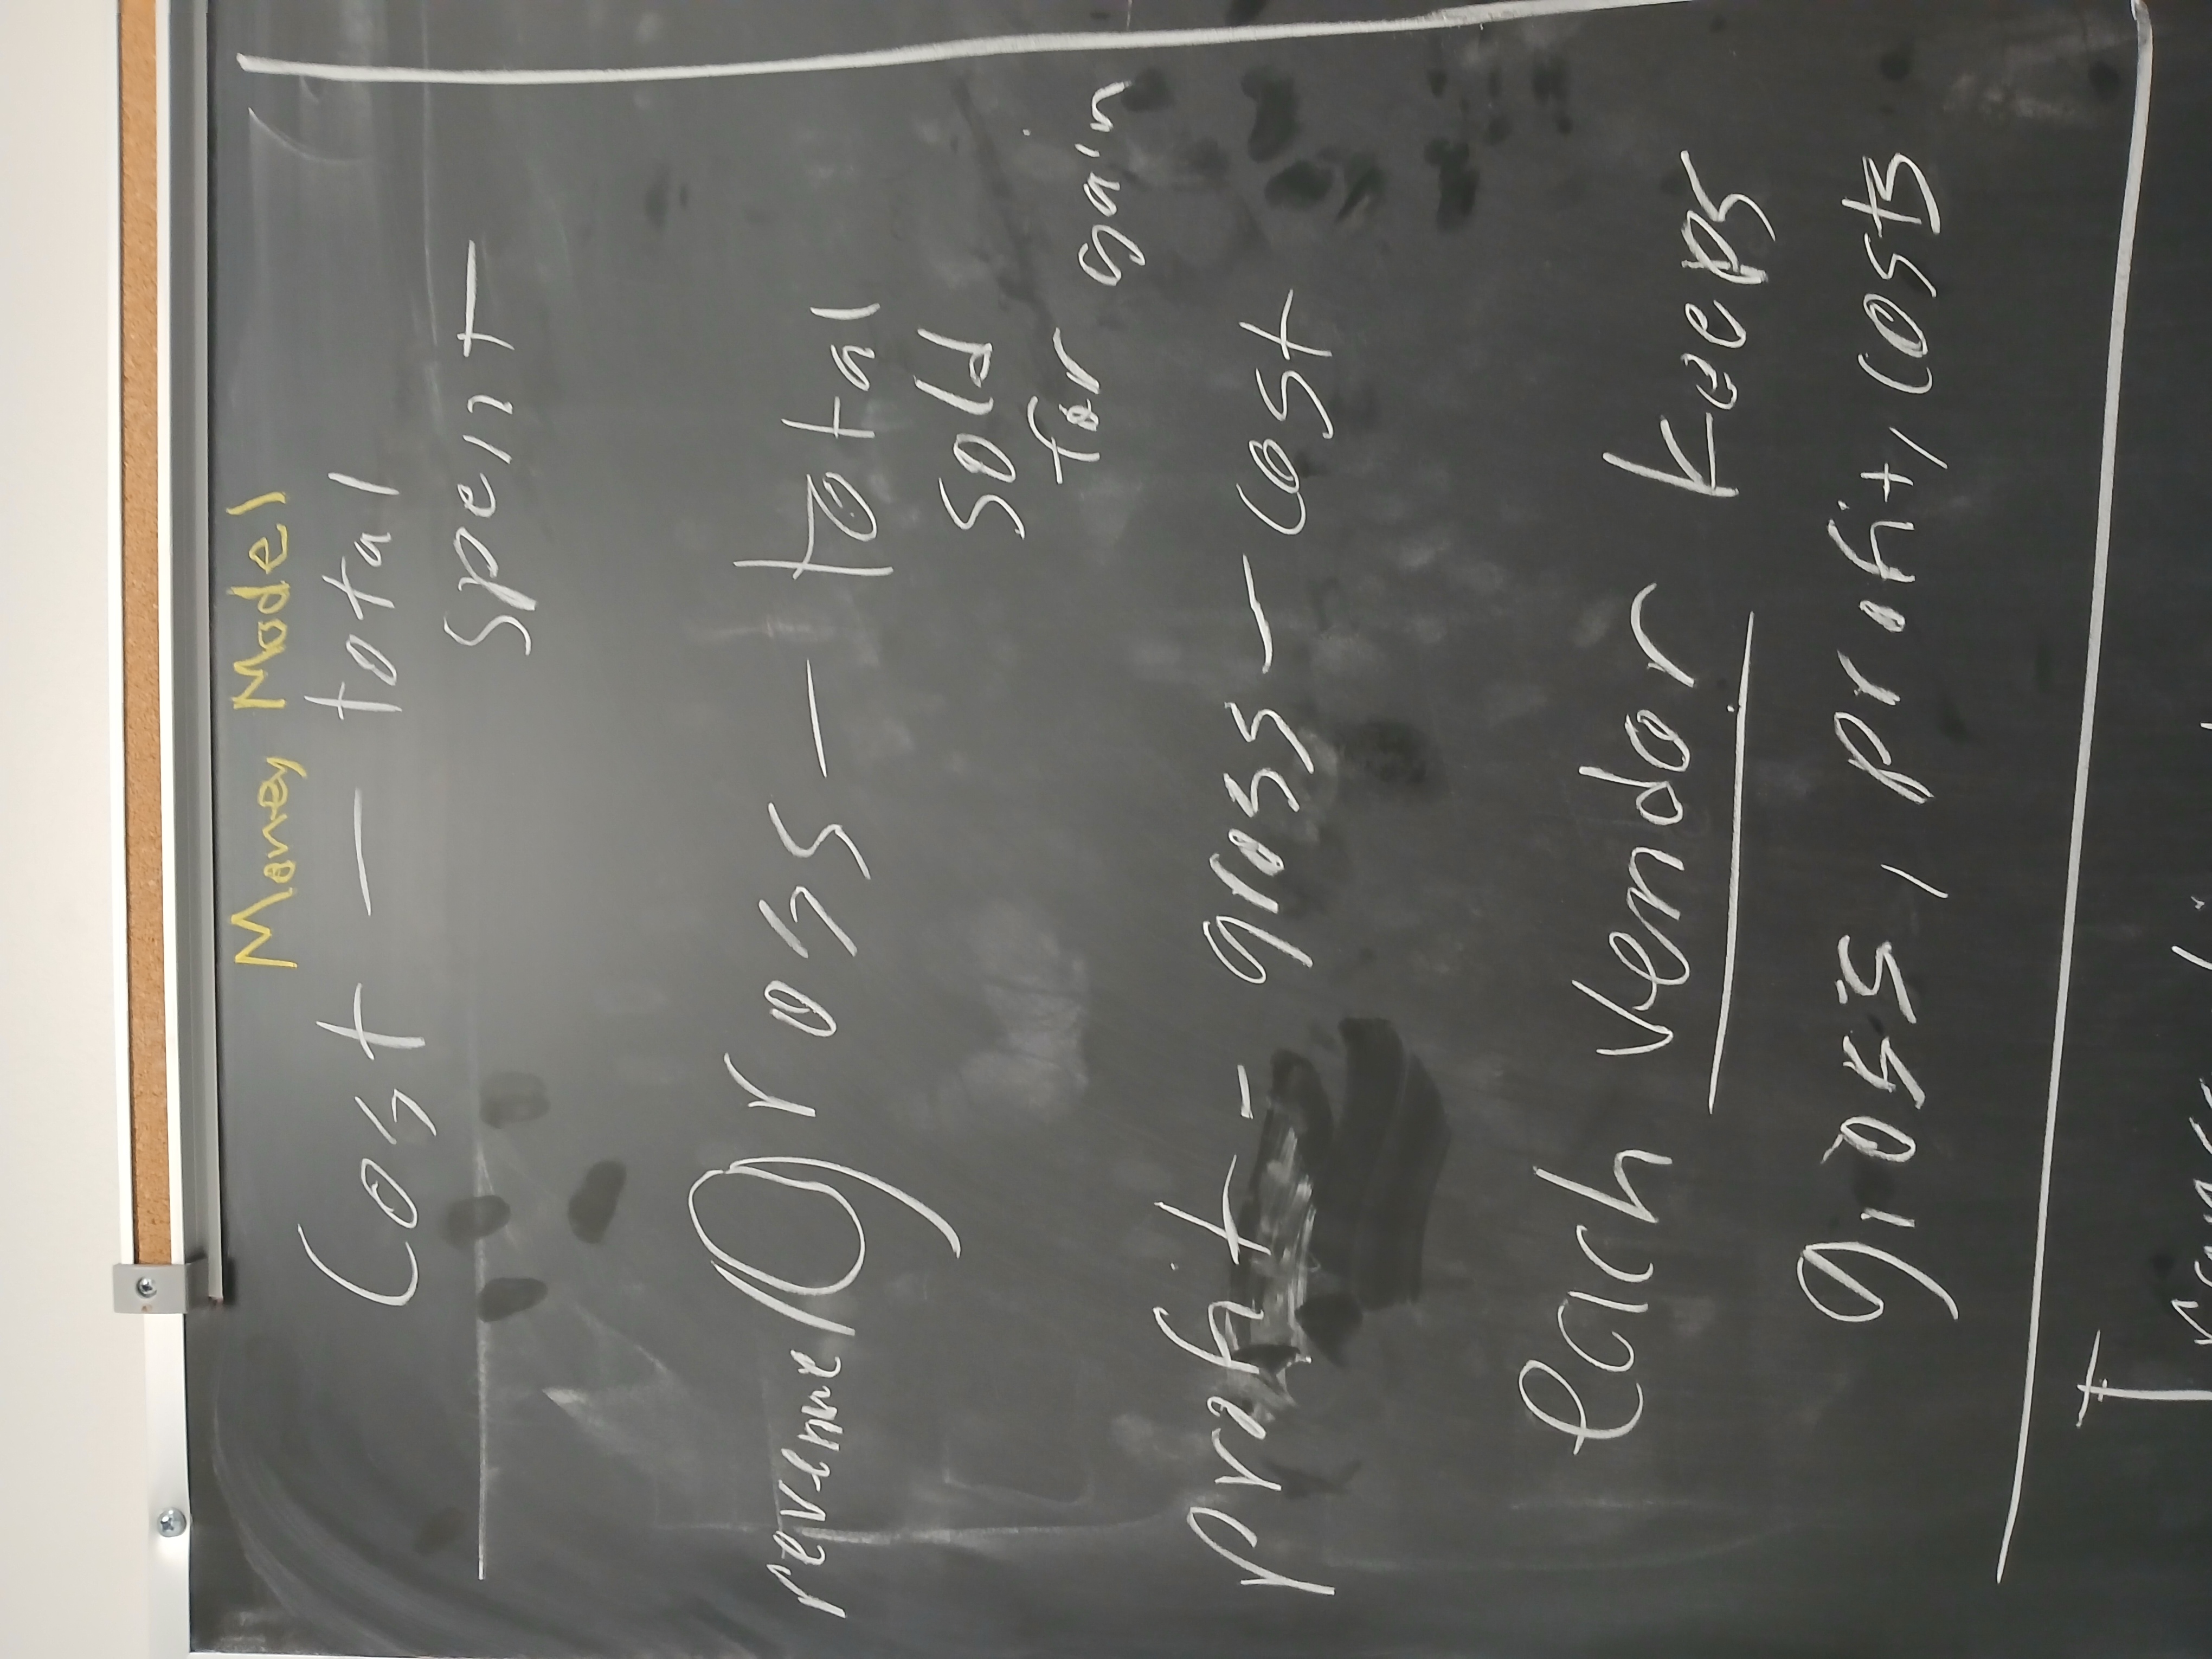 Money Model
Cost — total
spent
revenue/gross — total
sold
for gain
profit - gross — cost
each vendor keeps
gross, profit, costs